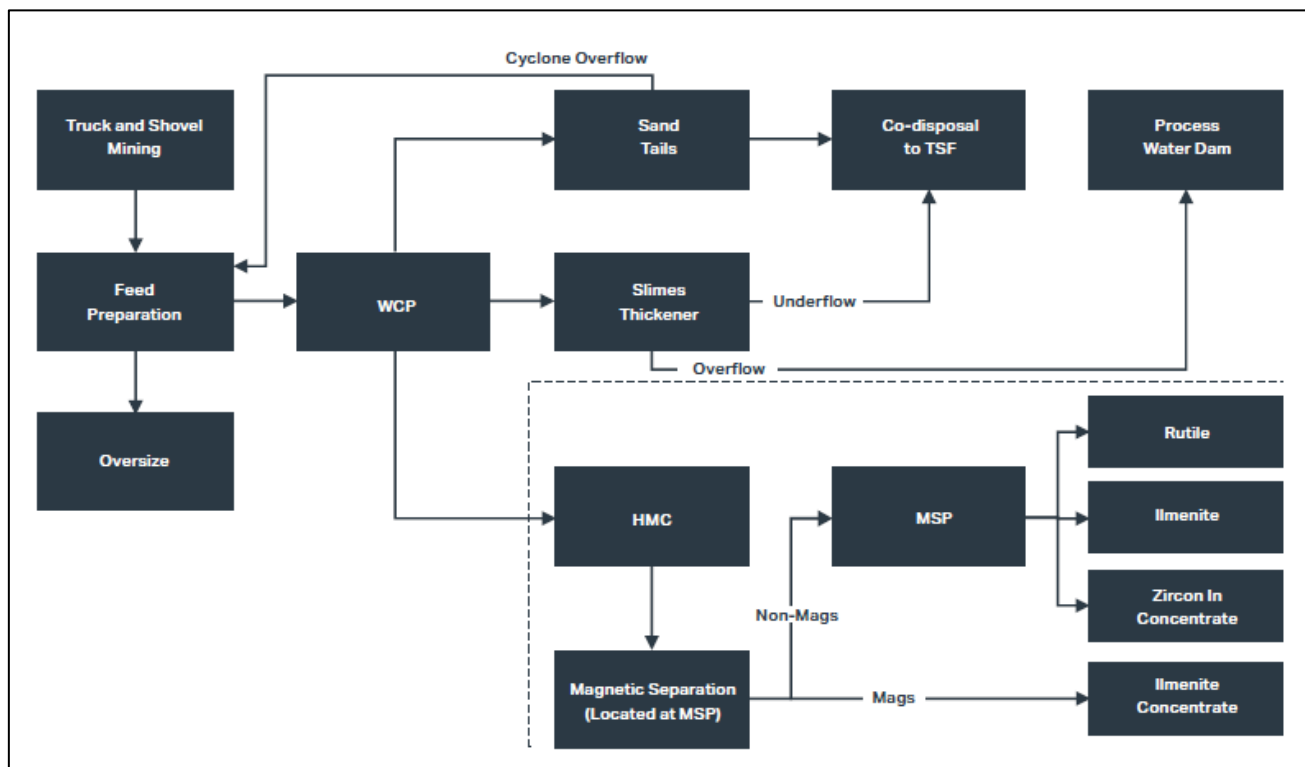 Cyclone Overflow
Truck and Shovel
Mining
Sand
Tails
Co-disposal
to TSF
Process
Water Dam
Feed
Preparation
WCP
Slimes
Thickener
Underflow
Overflow
Oversize
HMC
MSP
Rutile
Ilmenite
Zircon In
Concentrate
Non-Mags
Magnetic Separation
(Located at MSP)
Mags
Ilmenite
Concentrate